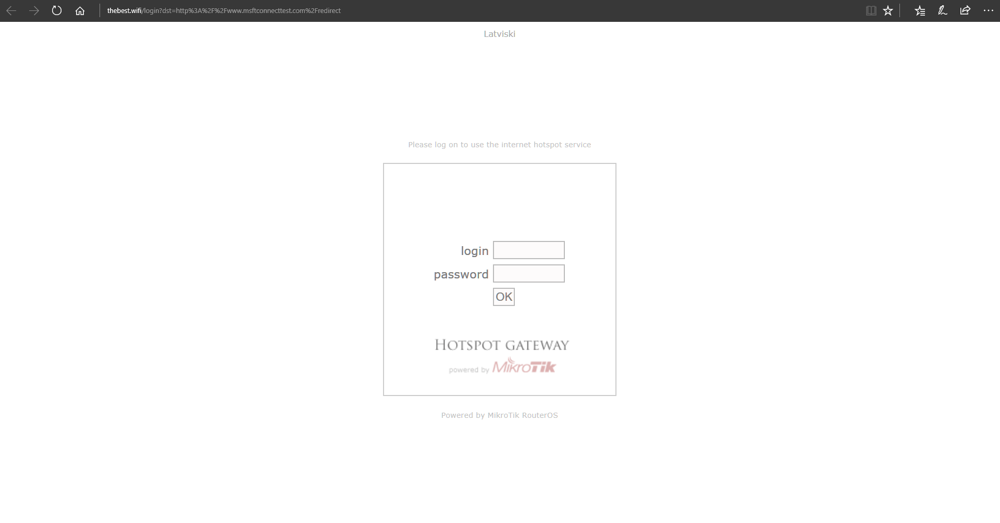 thebest.wifi/login?dst=http%3A%2F%2Fwww.msftconnecttest.com%2Fredirect
Latviski
Please log on to use the internet hotspot service
login
password
OK
HOTSPOT GATEWAY
powered by MikroTik
Powered by MikroTik RouterOS